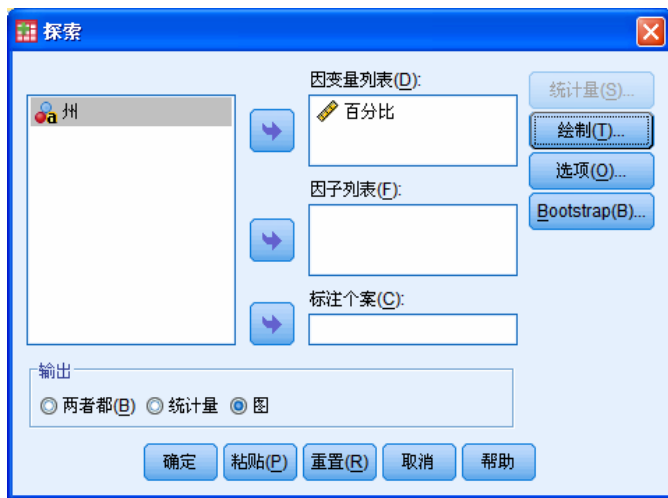 探索
州
因变量列表(D):
百分比
因子列表(F):
标注个案(C):
统计量(S)...
绘制(T)...
选项(O)...
Bootstrap(B)...
输出
两者都(B) 统计量 图
确定 粘贴(P) 重置(R) 取消 帮助